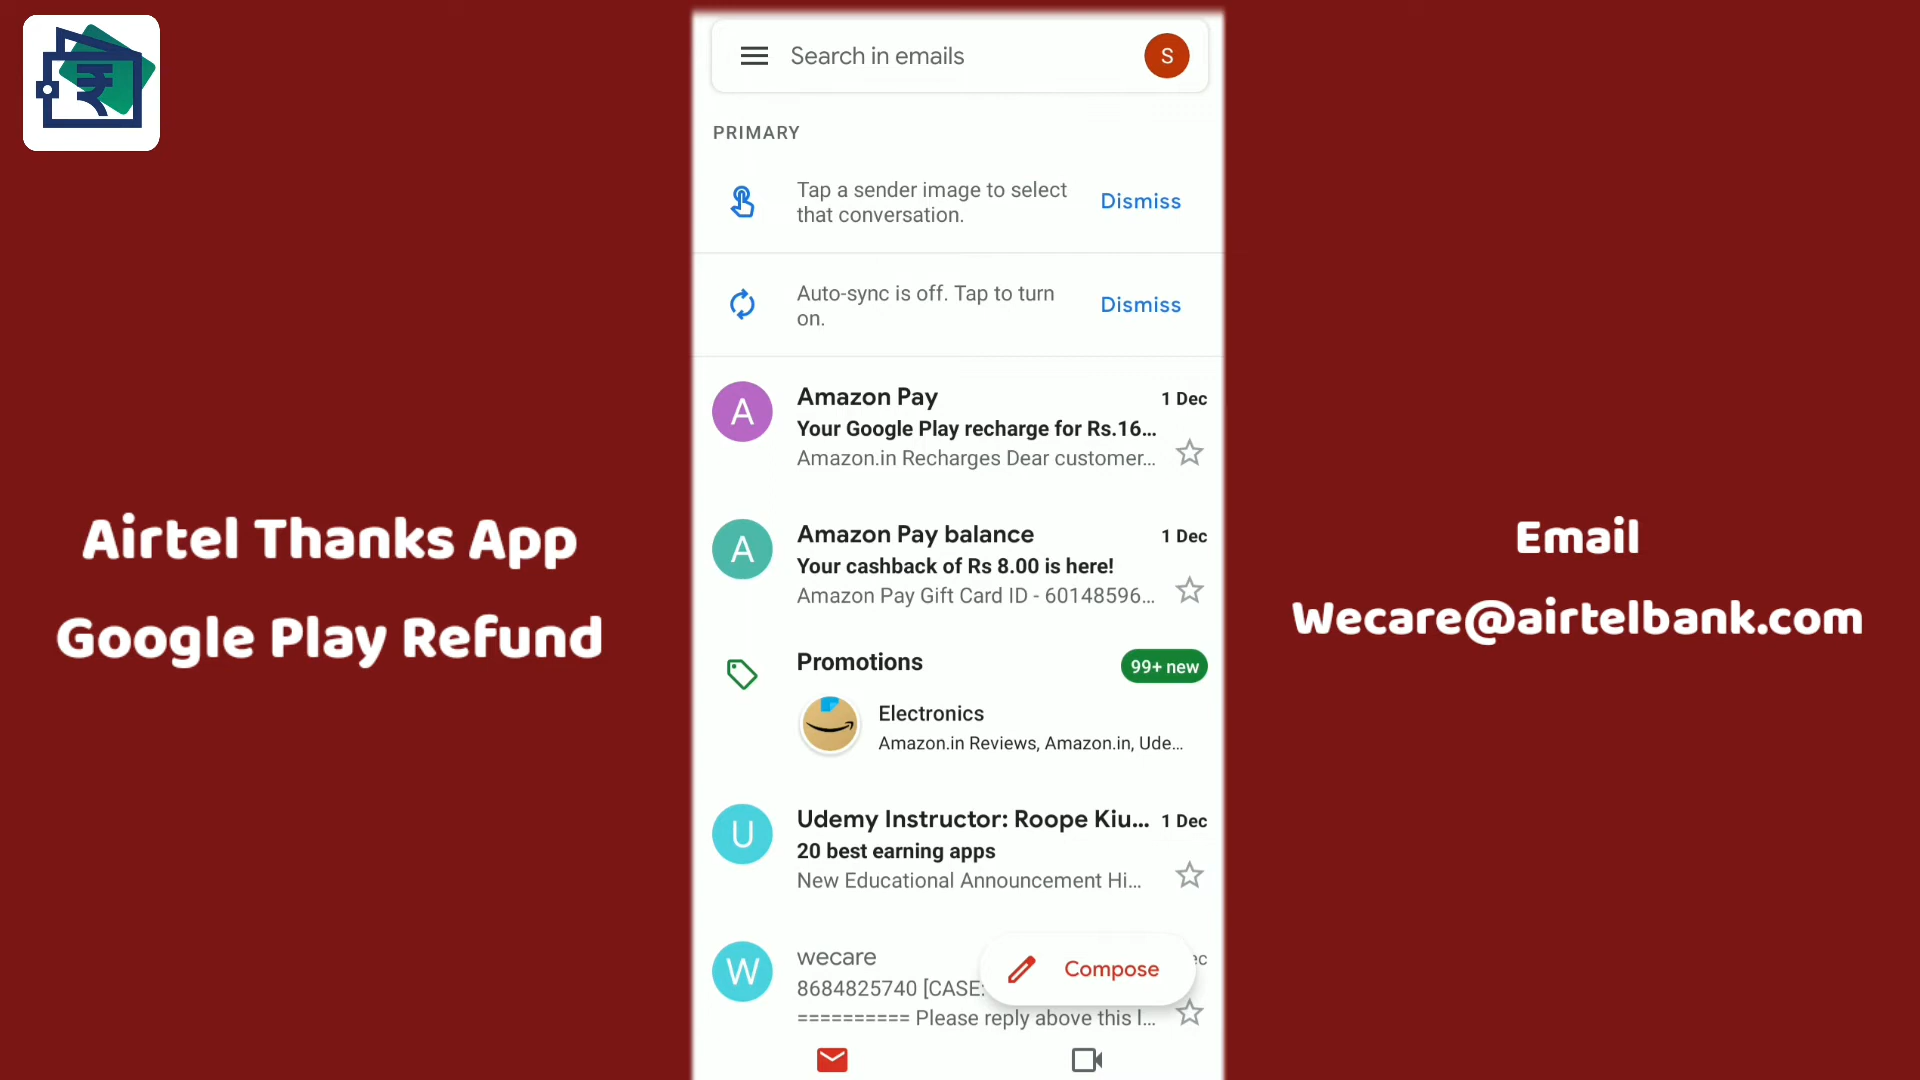 Search in emails
S
PRIMARY
Tap a sender image to select
that conversation.
Dismiss
Auto-sync is off. Tap to turn
on.
Dismiss
A
Amazon Pay
1 Dec
Your Google Play recharge for Rs.16...
Amazon.in Recharges Dear customer...
A
Amazon Pay balance
1 Dec
Your cashback of Rs 8.00 is here!
Amazon Pay Gift Card ID - 60148596...
Promotions
99+ new
Electronics
Amazon.in Reviews, Amazon.in, Ude...
U
Udemy Instructor: Roope Kiu...
1 Dec
20 best earning apps
New Educational Announcement Hi...
W
wecare
ec
8684825740 [CASE:
========== Please reply above this l...
Compose
Airtel Thanks App
Google Play Refund
Email
Wecare@airtelbank.com
₹